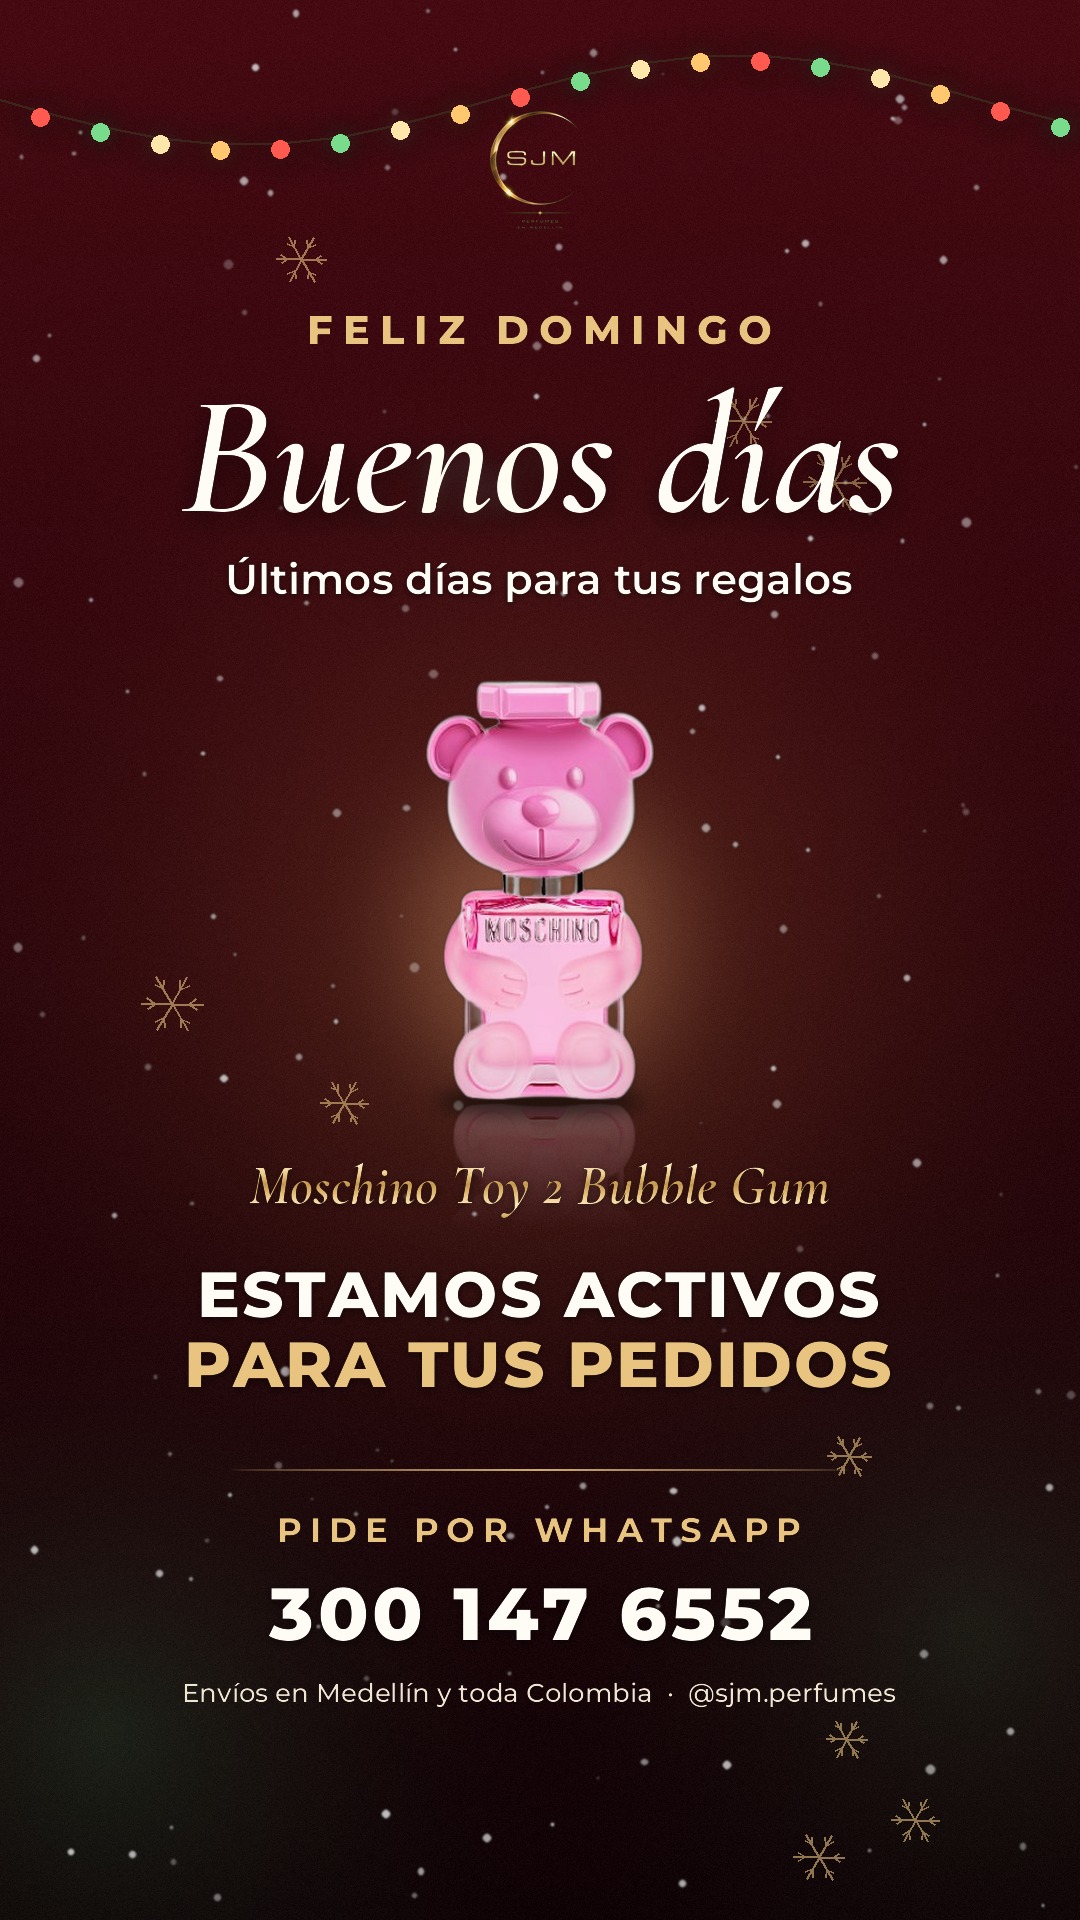 SJM
FELIZ DOMINGO
Buenos días
Últimos días para tus regalos
MOSCHINO
Moschino Toy 2 Bubble Gum
ESTAMOS ACTIVOS
PARA TUS PEDIDOS
PIDE POR WHATSAPP
300 147 6552
Envíos en Medellín y toda Colombia · @sjm.perfumes